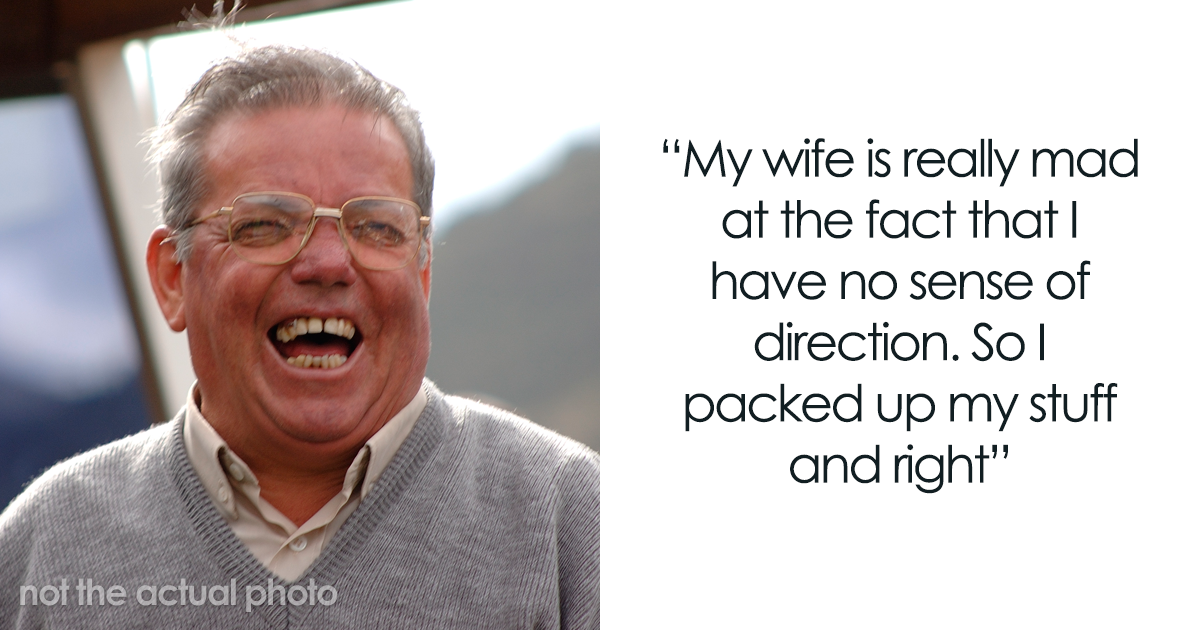 “My wife is really mad
at the fact that I
have no sense of
direction. So I
packed up my stuff
and right”
not the actual photo